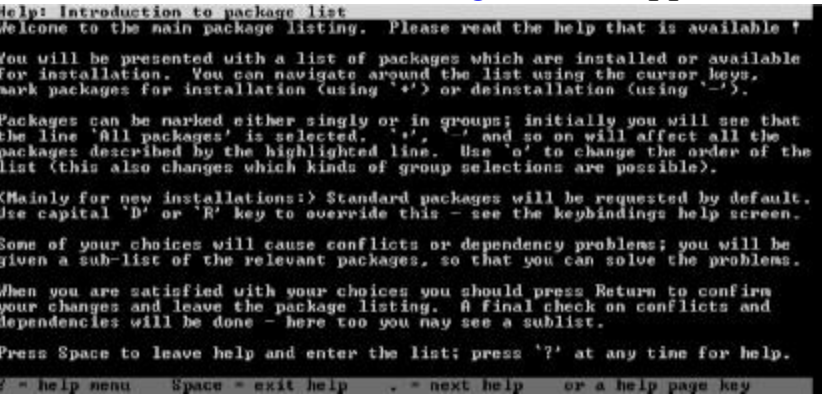 Help: Introduction to package list
Welcome to the main package listing.  Please read the help that is available !
You will be presented with a list of packages which are installed or available
for installation.  You can navigate around the list using the cursor keys,
mark packages for installation (using `+') or deinstallation (using `-').
Packages can be marked either singly or in groups; initially you will see that
the line `All packages' is selected.  `+', `-' and so on will affect all the
packages described by the highlighted line.  Use `o' to change the order of the
list (this also changes which kinds of group selections are possible).
(Mainly for new installations:) Standard packages will be requested by default.
Use capital `D' or `R' key to override this - see the keybindings help screen.
Some of your choices will cause conflicts or dependency problems; you will be
given a sub-list of the relevant packages, so that you can solve the problems.
When you are satisfied with your choices you should press Return to confirm
your changes and leave the package listing.  A final check on conflicts and
dependencies will be done - here too you may see a sublist.
Press Space to leave help and enter the list; press `?' at any time for help.
? = help menu    Space = exit help    . = next help    or a help page key